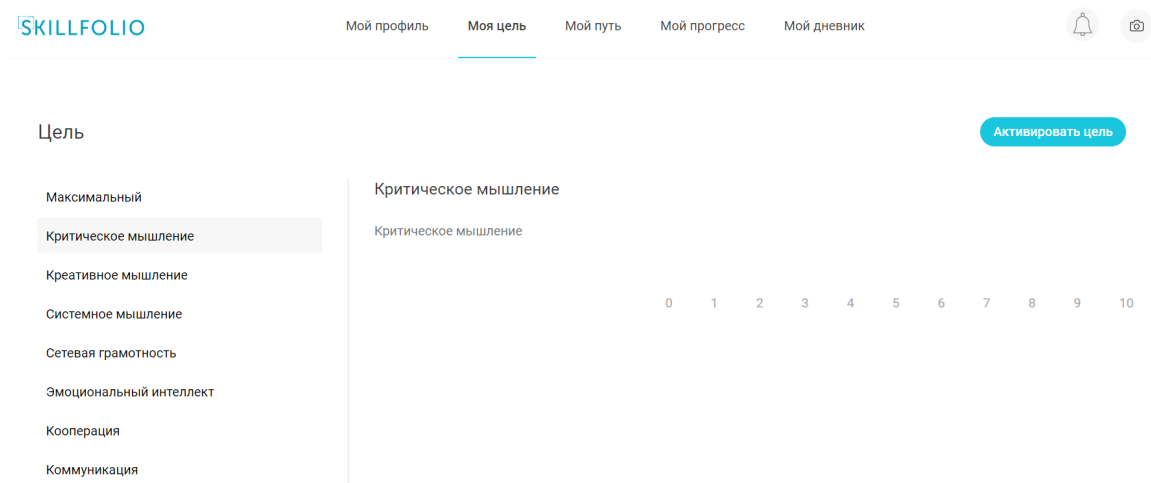 SKILLFOLIO
Мой профиль Моя цель Мой путь Мой прогресс Мой дневник
Цель
Активировать цель
Максимальный
Критическое мышление
Креативное мышление
Системное мышление
Сетевая грамотность
Эмоциональный интеллект
Кооперация
Коммуникация
Критическое мышление
Критическое мышление
0 1 2 3 4 5 6 7 8 9 10